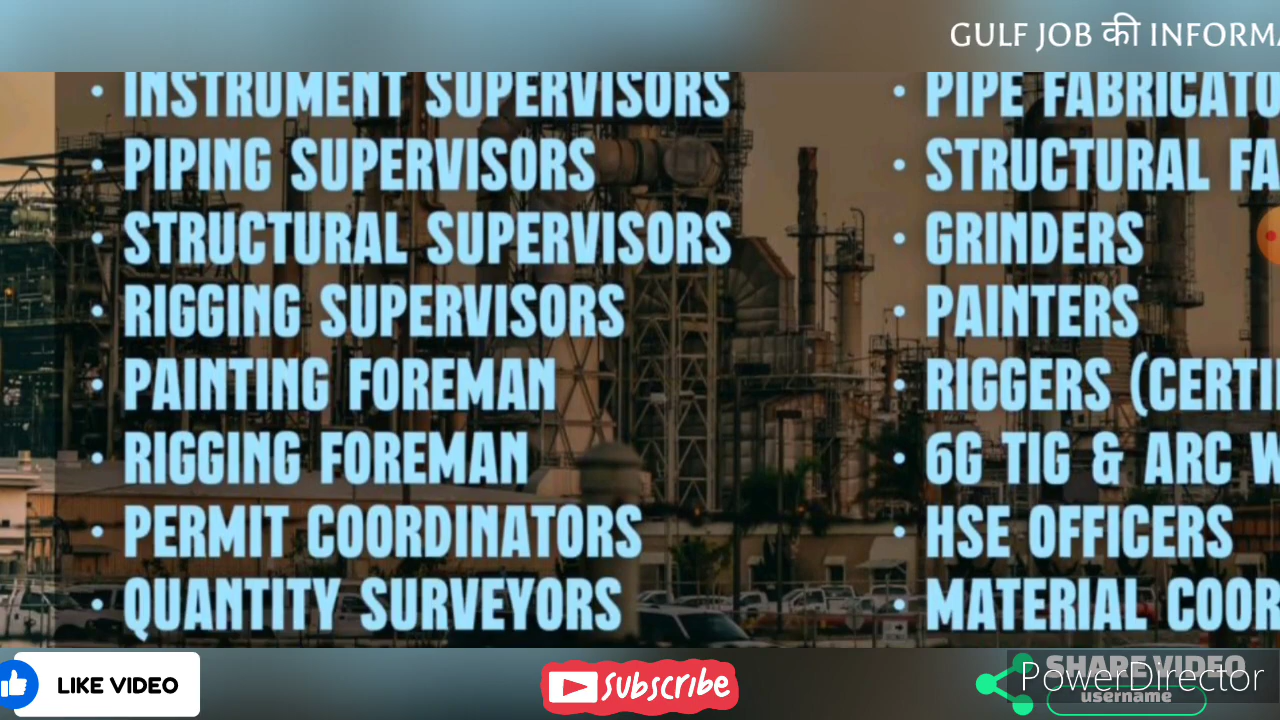 GULF JOB की INFORMA
• INSTRUMENT SUPERVISORS
• PIPING SUPERVISORS
• STRUCTURAL SUPERVISORS
• RIGGING SUPERVISORS
• PAINTING FOREMAN
• RIGGING FOREMAN
• PERMIT COORDINATORS
• QUANTITY SURVEYORS
• PIPE FABRICATO
• STRUCTURAL FA
• GRINDERS
• PAINTERS
• RIGGERS (CERTI
• 6G TIG & ARC W
• HSE OFFICERS
• MATERIAL COOR
LIKE VIDEO
Subscribe
SHARE VIDEO
PowerDirector
username